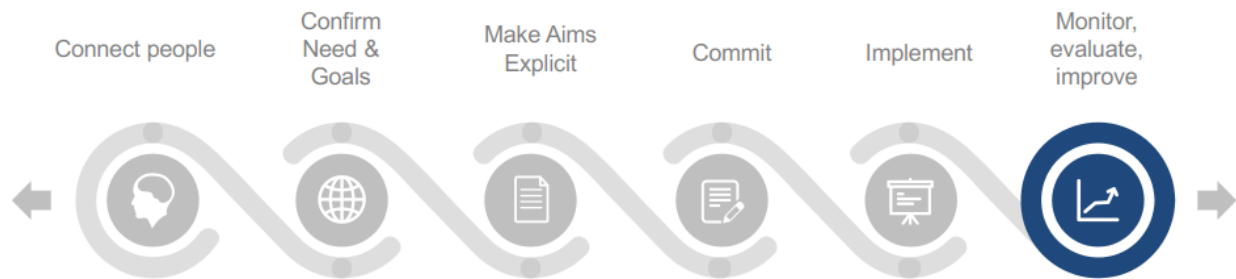 Connect people
Confirm
Need &
Goals
Make Aims
Explicit
Commit
Implement
Monitor,
evaluate,
improve